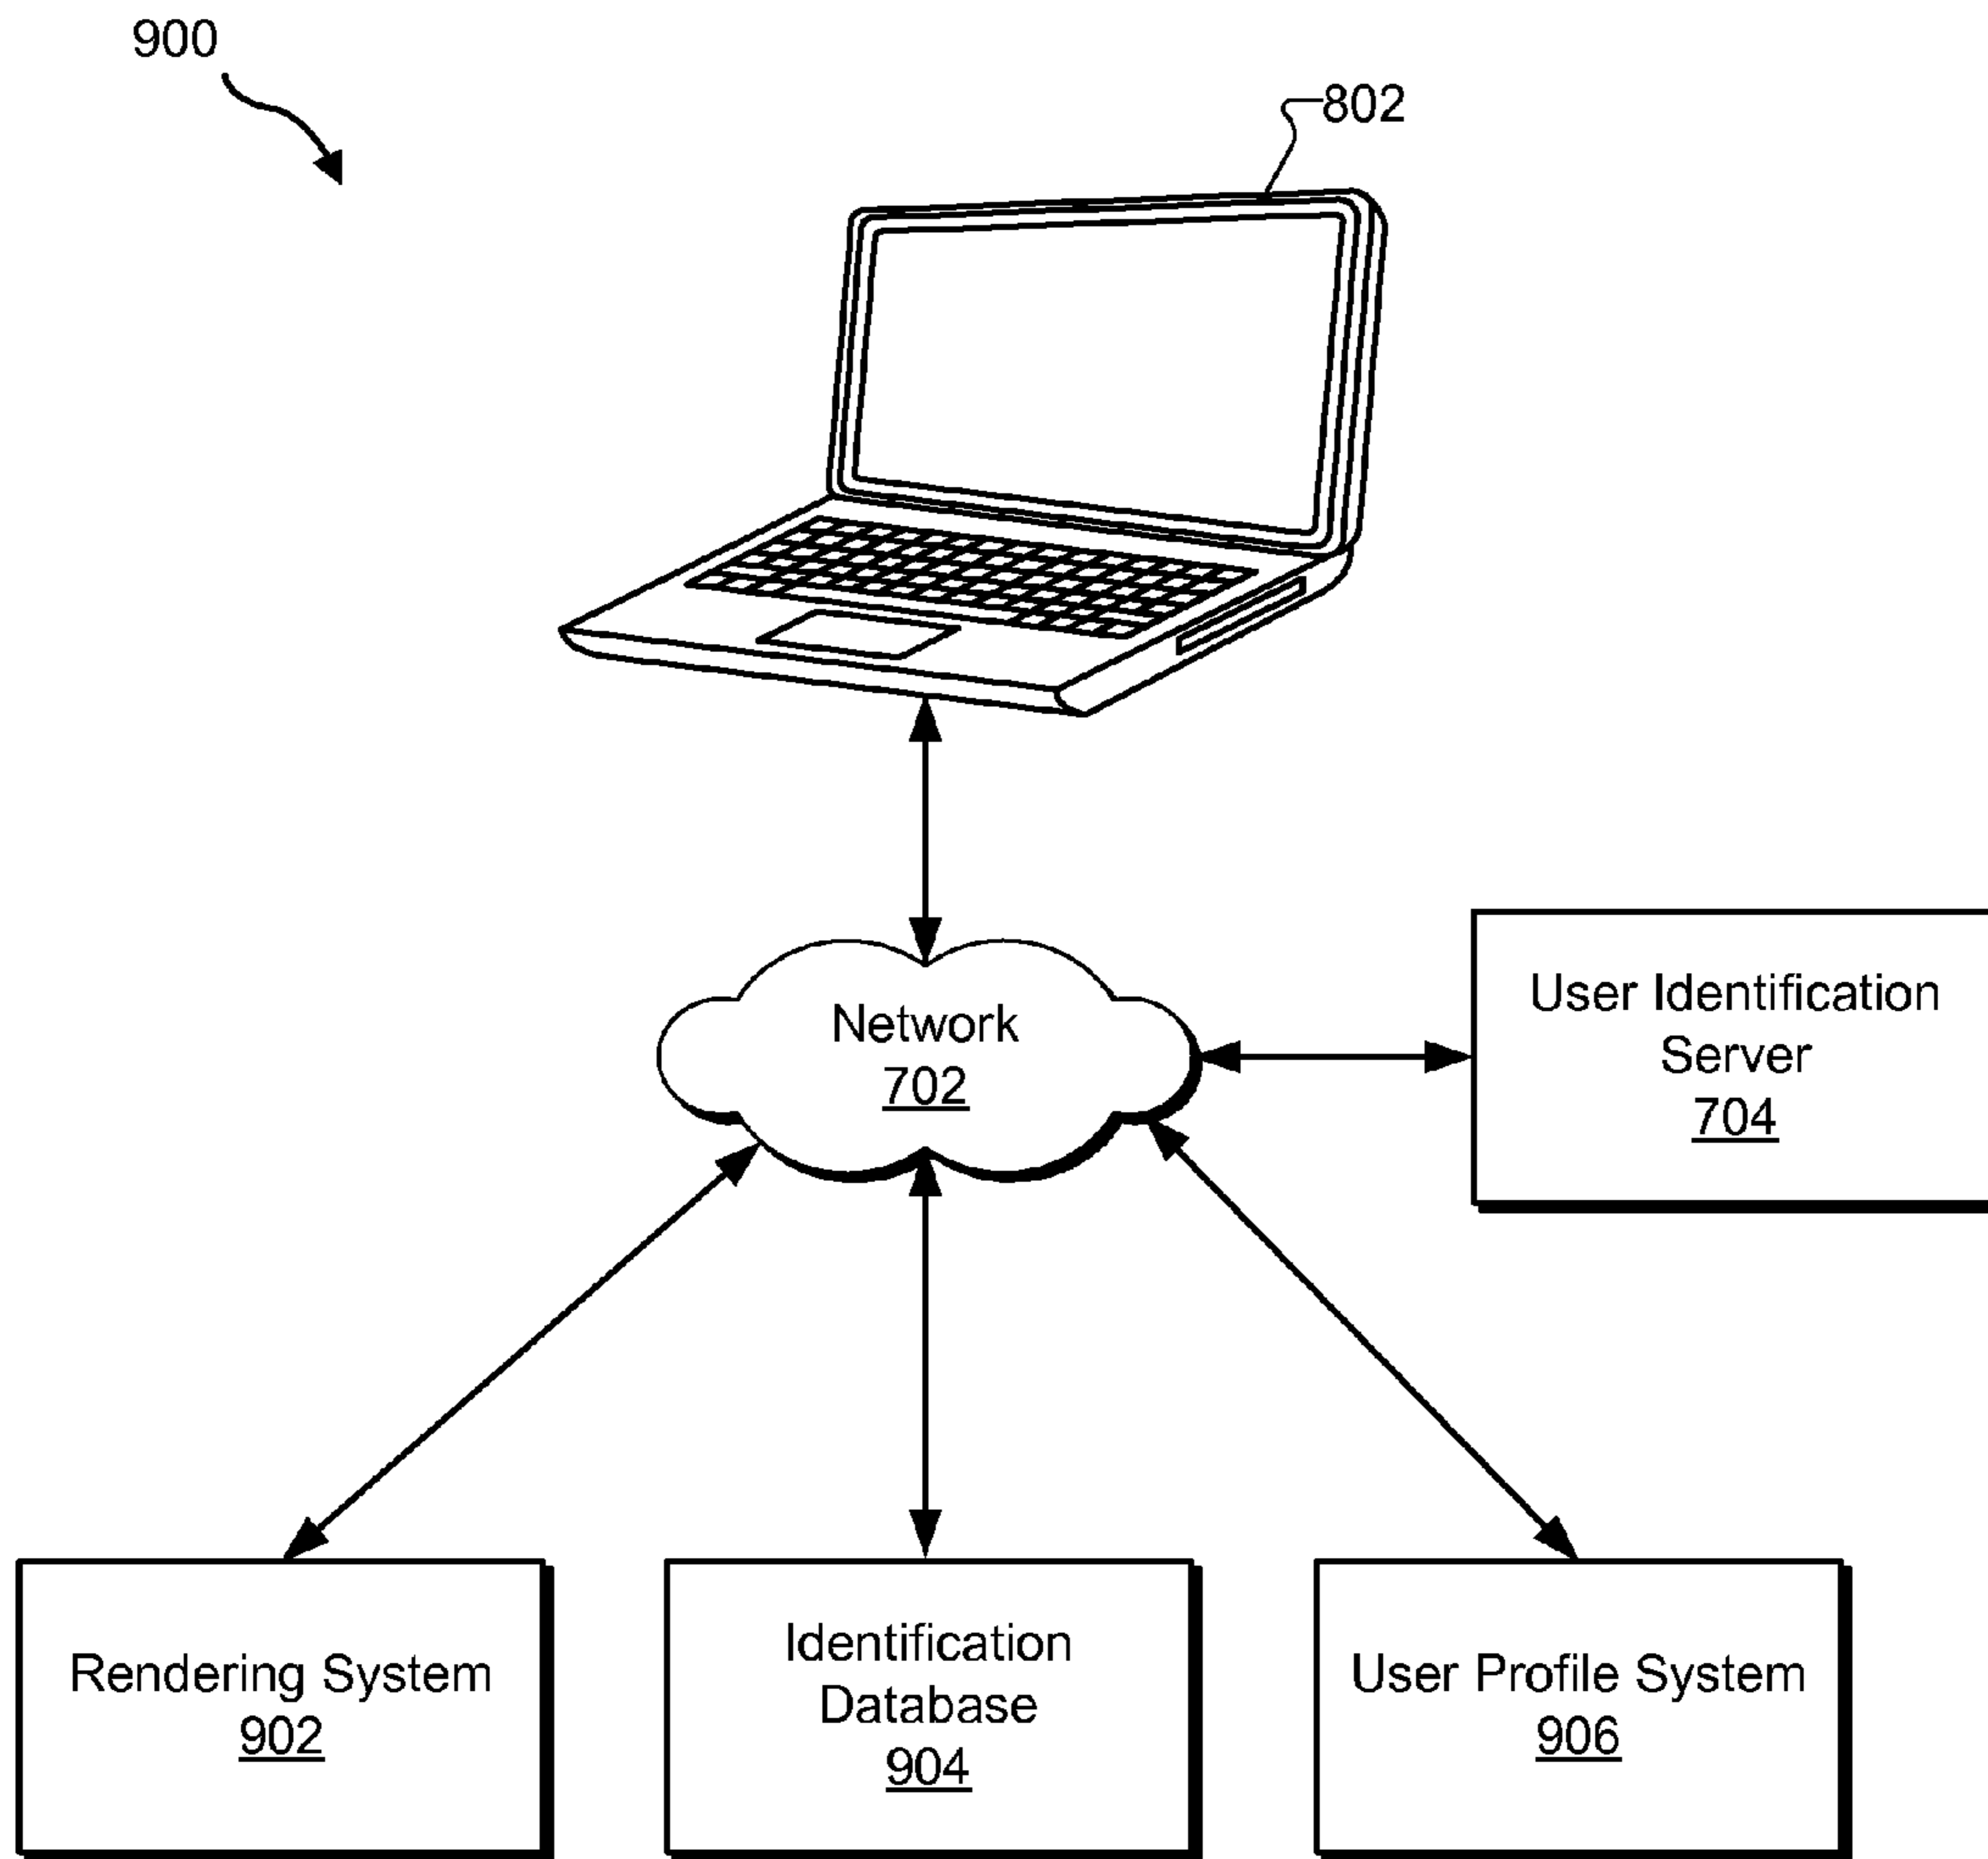 900
802
Network
702
User Identification
Server
704
Rendering System
902
Identification
Database
904
User Profile System
906